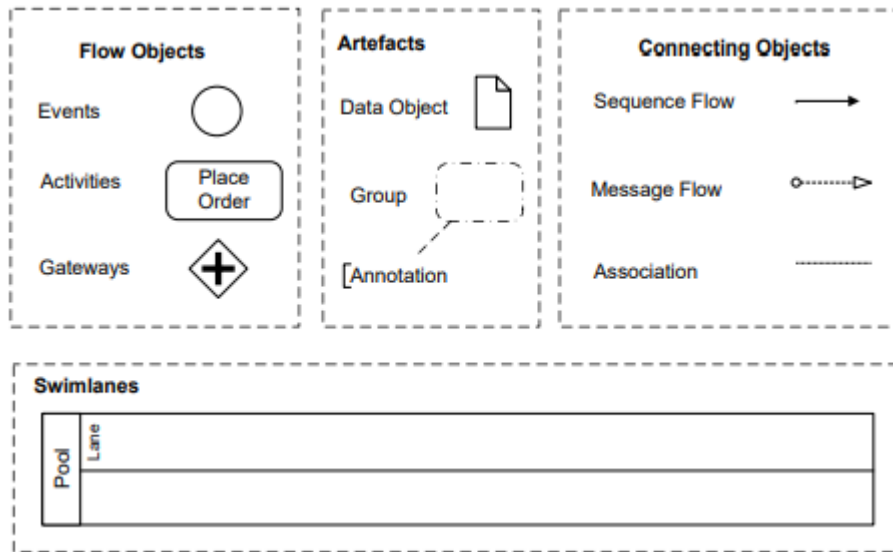 Flow Objects
Events
Activities
Place
Order
Gateways
Artefacts
Data Object
Group
[Annotation
Connecting Objects
Sequence Flow
Message Flow
Association
Swimlanes
Pool
Lane